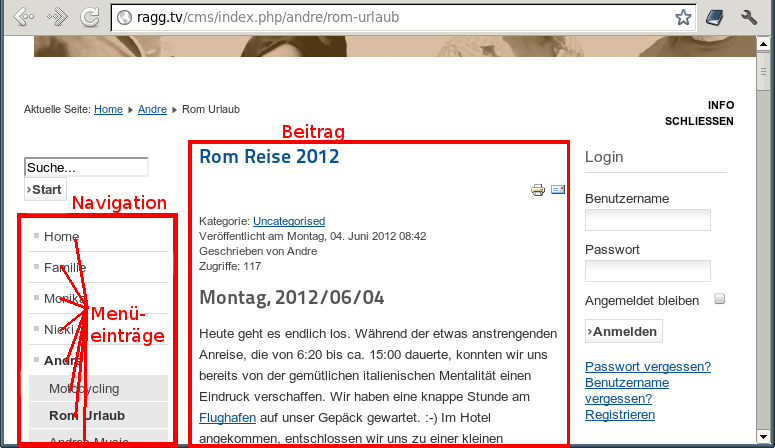 ragg.tv/cms/index.php/andre/rom-urlaub
Aktuelle Seite: Home Andre Rom Urlaub
INFO
SCHLIESSEN
Suche...
›Start
Navigation
Home
Familie
Monika
Nicki
Andre
Motocycling
Rom Urlaub
Andres Music
Menü-
einträge
Beitrag
Rom Reise 2012
Kategorie: Uncategorised
Veröffentlicht am Montag, 04. Juni 2012 08:42
Geschrieben von Andre
Zugriffe: 117
Montag, 2012/06/04
Heute geht es endlich los. Während der etwas anstrengenden
Anreise, die von 6:20 bis ca. 15:00 dauerte, konnten wir uns
bereits von der gemütlichen italienischen Mentalität einen
Eindruck verschaffen. Wir haben eine knappe Stunde am
Flughafen auf unser Gepäck gewartet. :-) Im Hotel
angekommen, entschlossen wir uns zu einer kleinen
Login
Benutzername
Passwort
Angemeldet bleiben
›Anmelden
Passwort vergessen?
Benutzername
vergessen?
Registrieren